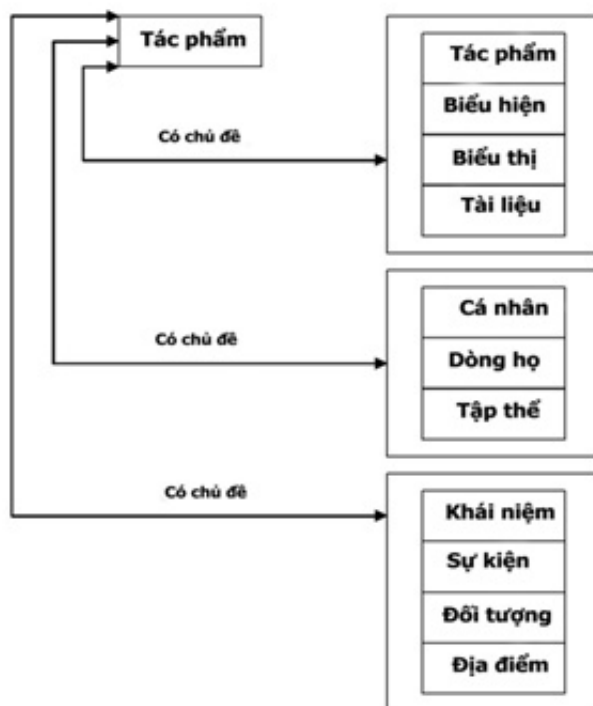 Tác phẩm
Tác phẩm
Biểu hiện
Có chủ đề
Biểu thị
Tài liệu
Cá nhân
Có chủ đề
Dòng họ
Tập thể
Có chủ đề
Khái niệm
Sự kiện
Đối tượng
Địa điểm